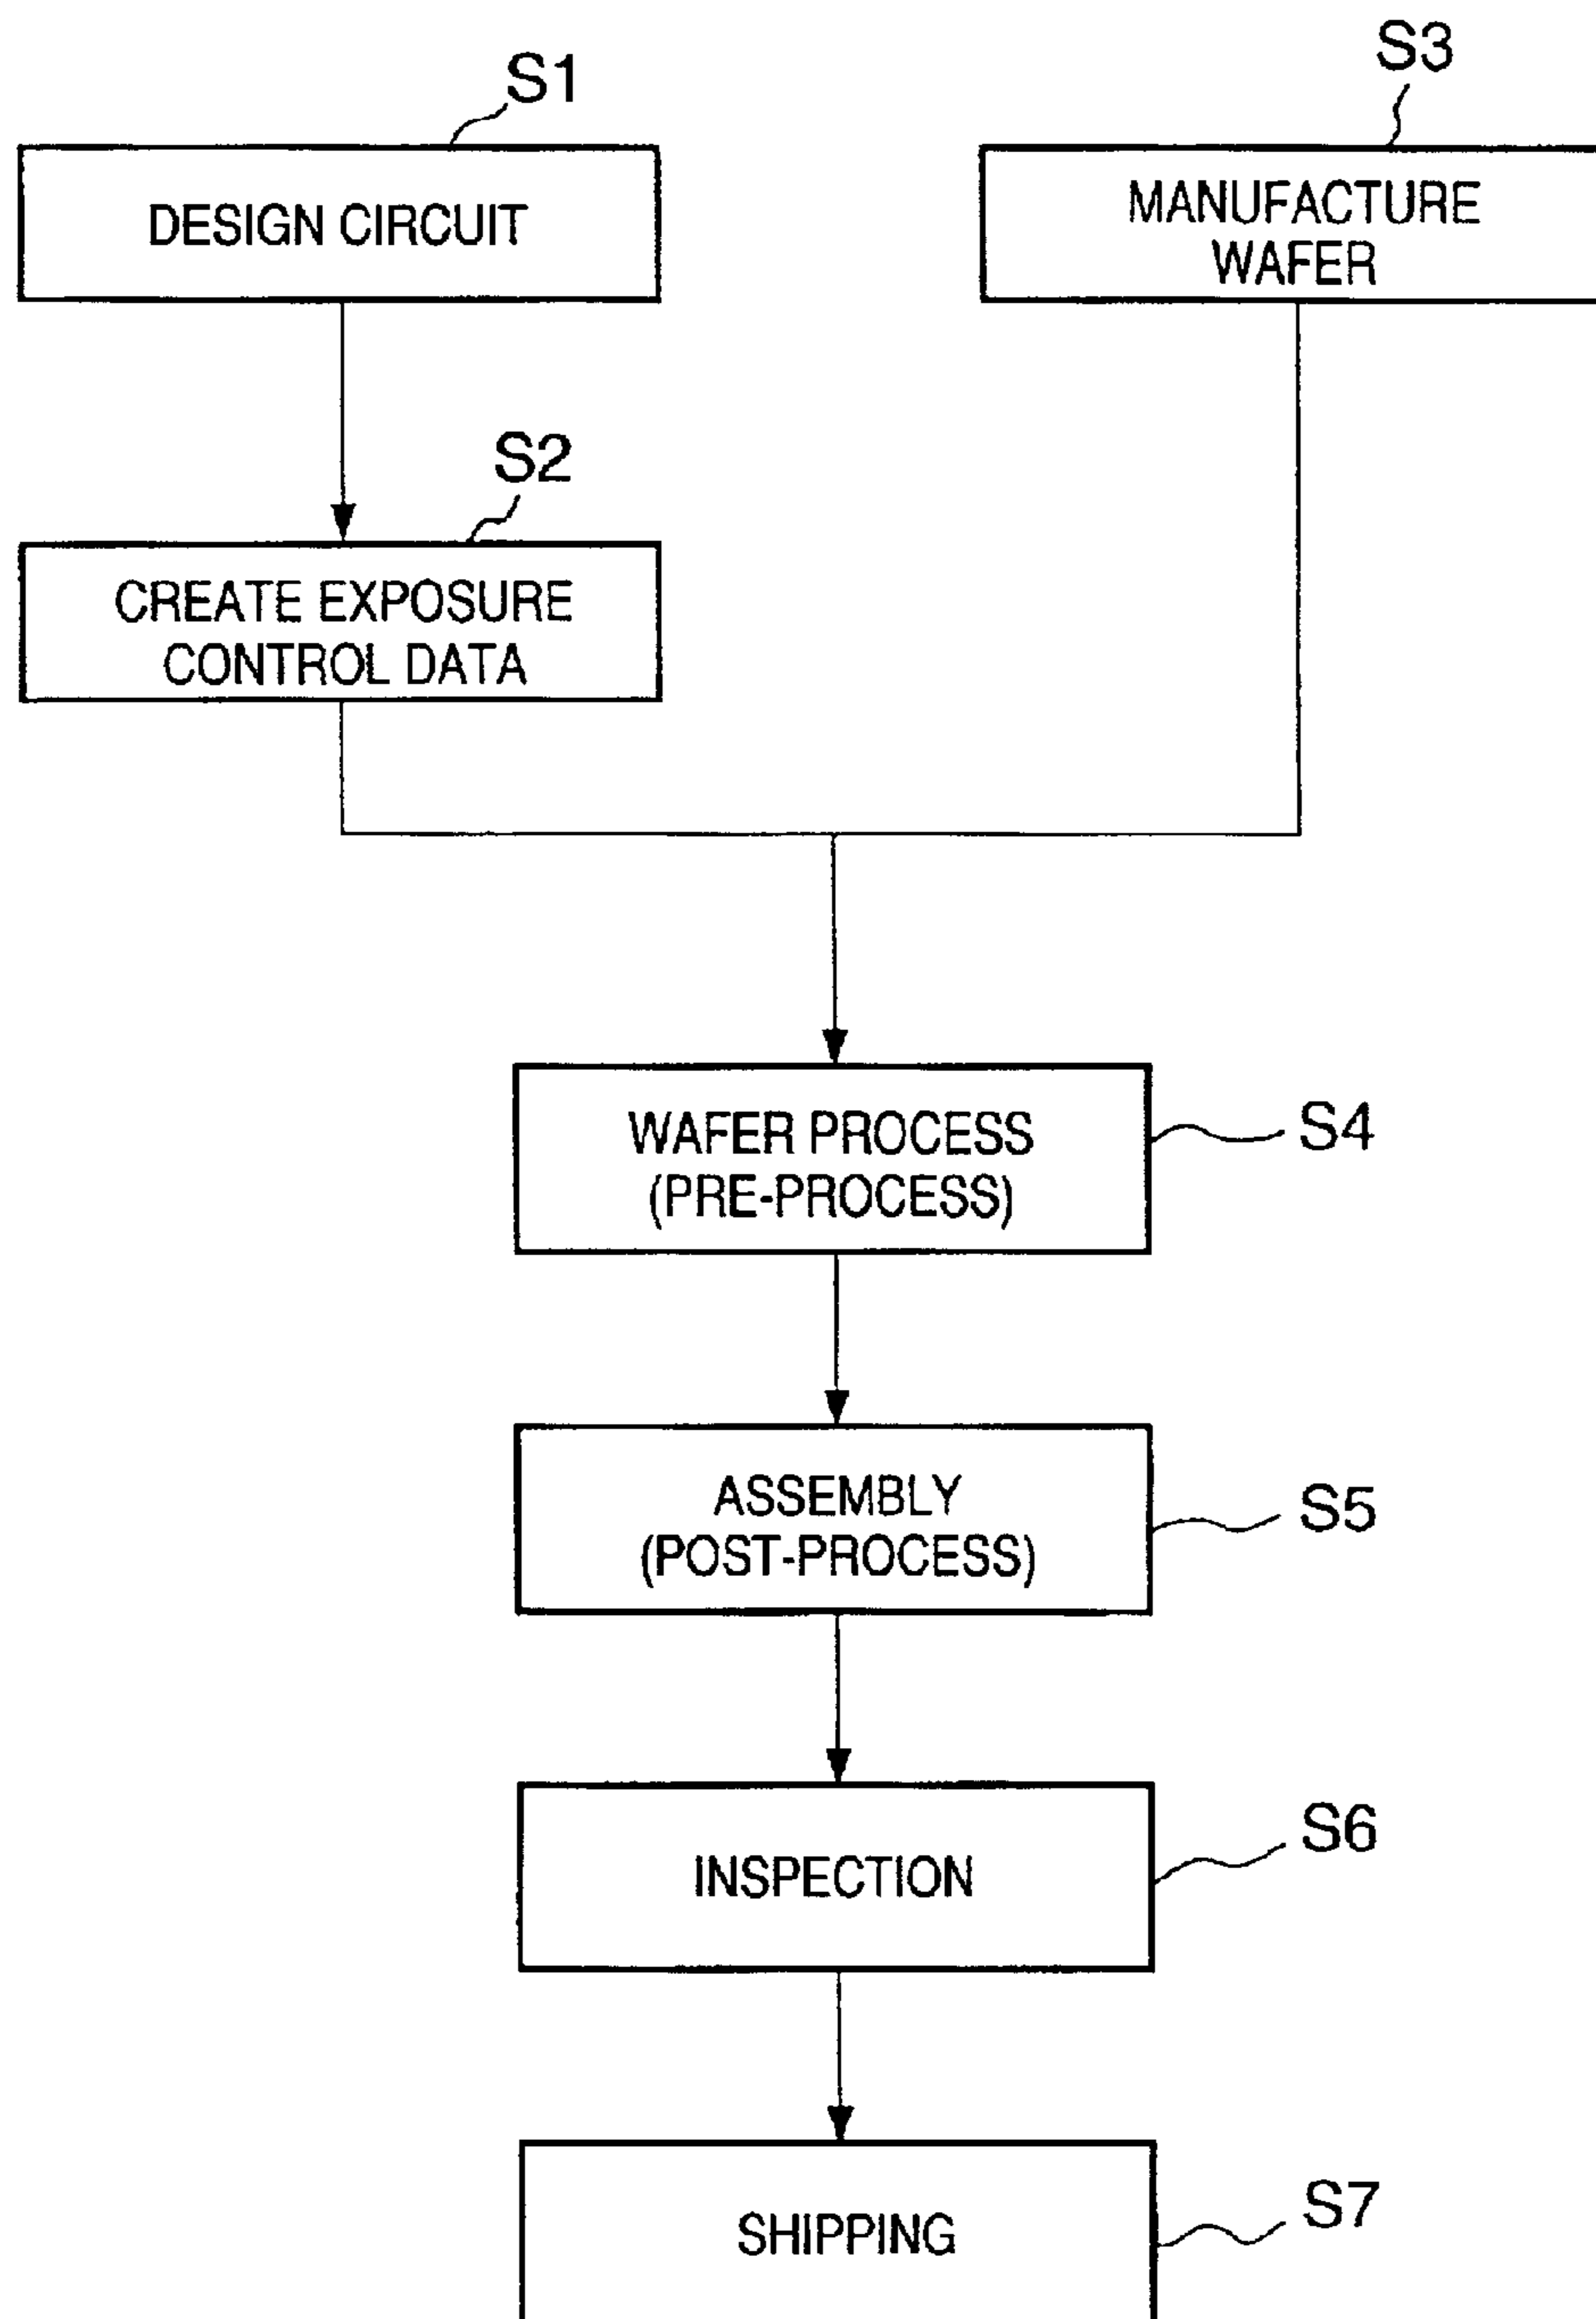 S1
DESIGN CIRCUIT
S3
MANUFACTURE
WAFER
S2
CREATE EXPOSURE
CONTROL DATA
WAFER PROCESS
(PRE-PROCESS)
S4
ASSEMBLY
(POST-PROCESS)
S5
INSPECTION
S6
SHIPPING
S7